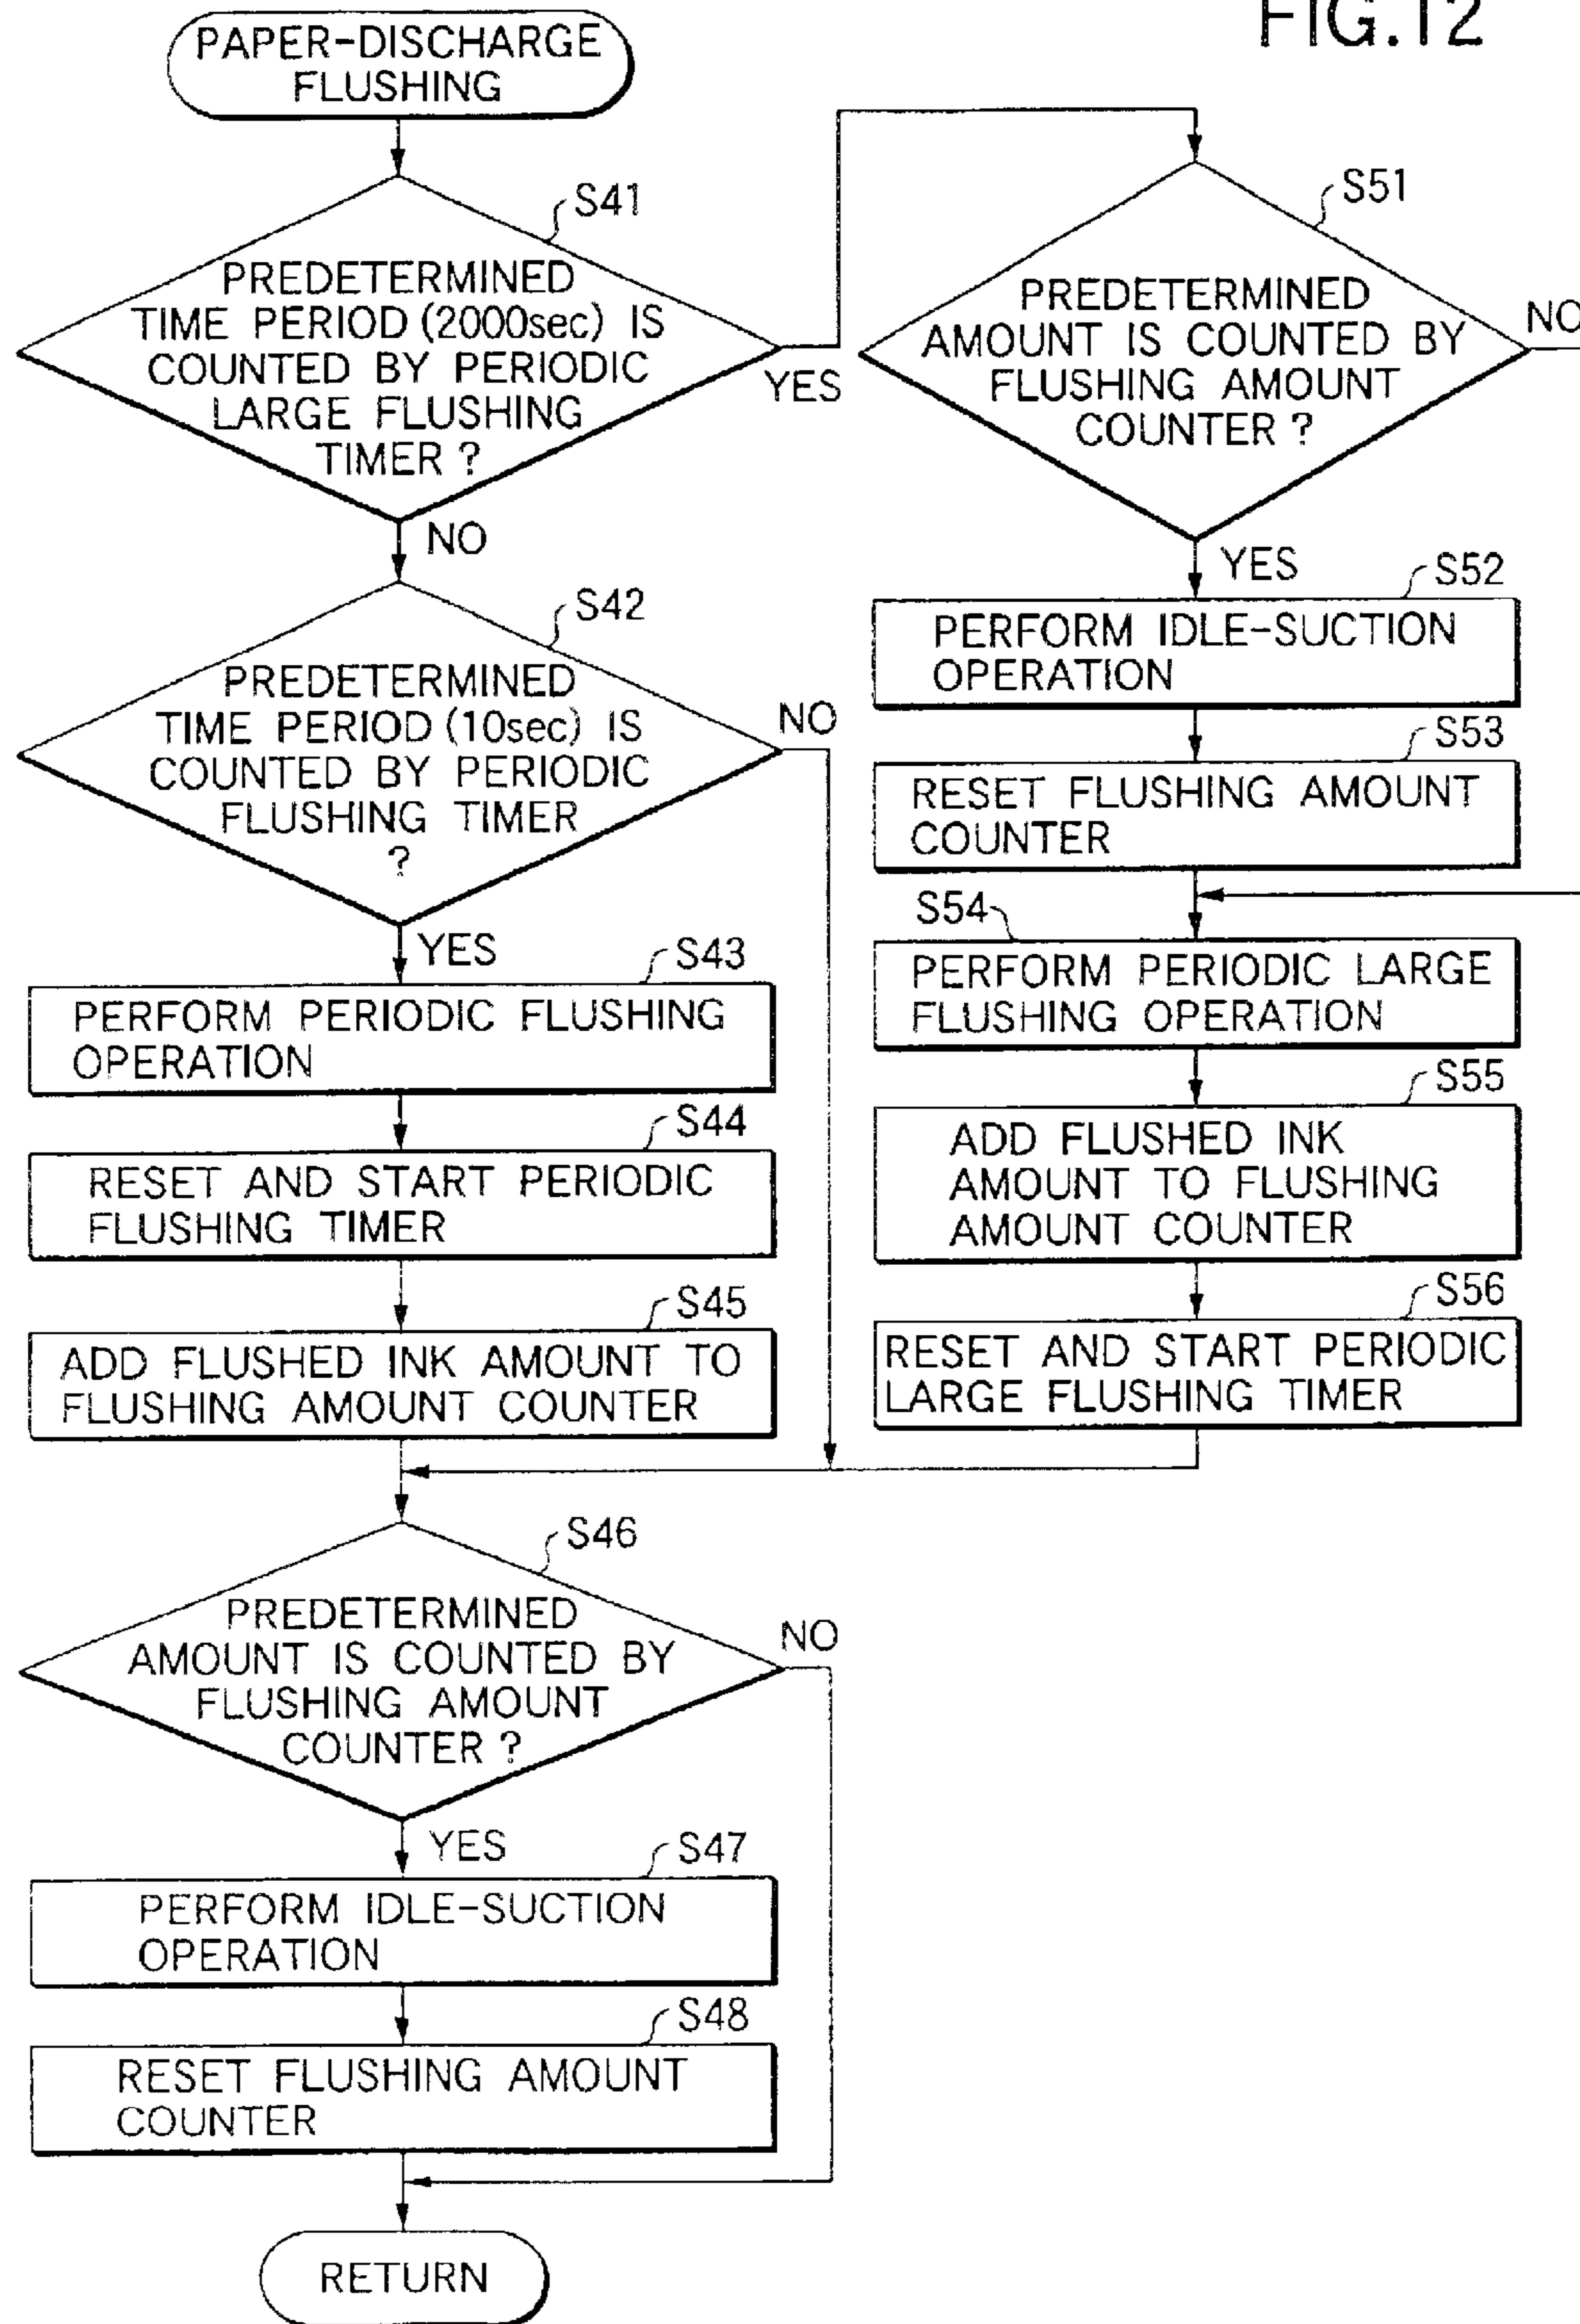 FIG.12
PAPER-DISCHARGE
FLUSHING
S41
PREDETERMINED
TIME PERIOD (2000sec) IS
COUNTED BY PERIODIC
LARGE FLUSHING
TIMER ?
YES
NO
S42
PREDETERMINED
TIME PERIOD (10sec) IS
COUNTED BY PERIODIC
FLUSHING TIMER
?
NO
YES
S43
PERFORM PERIODIC FLUSHING
OPERATION
S44
RESET AND START PERIODIC
FLUSHING TIMER
S45
ADD FLUSHED INK AMOUNT TO
FLUSHING AMOUNT COUNTER
S46
PREDETERMINED
AMOUNT IS COUNTED BY
FLUSHING AMOUNT
COUNTER ?
NO
YES
S47
PERFORM IDLE-SUCTION
OPERATION
S48
RESET FLUSHING AMOUNT
COUNTER
RETURN
S51
PREDETERMINED
AMOUNT IS COUNTED BY
FLUSHING AMOUNT
COUNTER ?
NO
YES
S52
PERFORM IDLE-SUCTION
OPERATION
S53
RESET FLUSHING AMOUNT
COUNTER
S54
PERFORM PERIODIC LARGE
FLUSHING OPERATION
S55
ADD FLUSHED INK
AMOUNT TO FLUSHING
AMOUNT COUNTER
S56
RESET AND START PERIODIC
LARGE FLUSHING TIMER